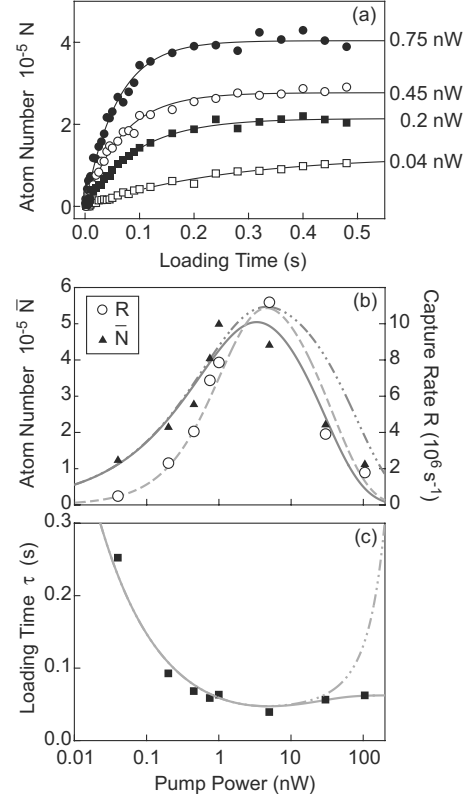 (a)
Atom Number 10⁻⁵ N
4
2
0
0.75 nW
0.45 nW
0.2 nW
0.04 nW
0.0 0.1 0.2 0.3 0.4 0.5
Loading Time (s)
(b)
R
N̅
Atom Number 10⁻⁵ N̅
6
5
4
3
2
1
0
Capture Rate R (10⁶ s⁻¹)
10
8
6
4
2
0
(c)
Loading Time τ (s)
0.3
0.2
0.1
0.0
0.01 0.1 1 10 100
Pump Power (nW)